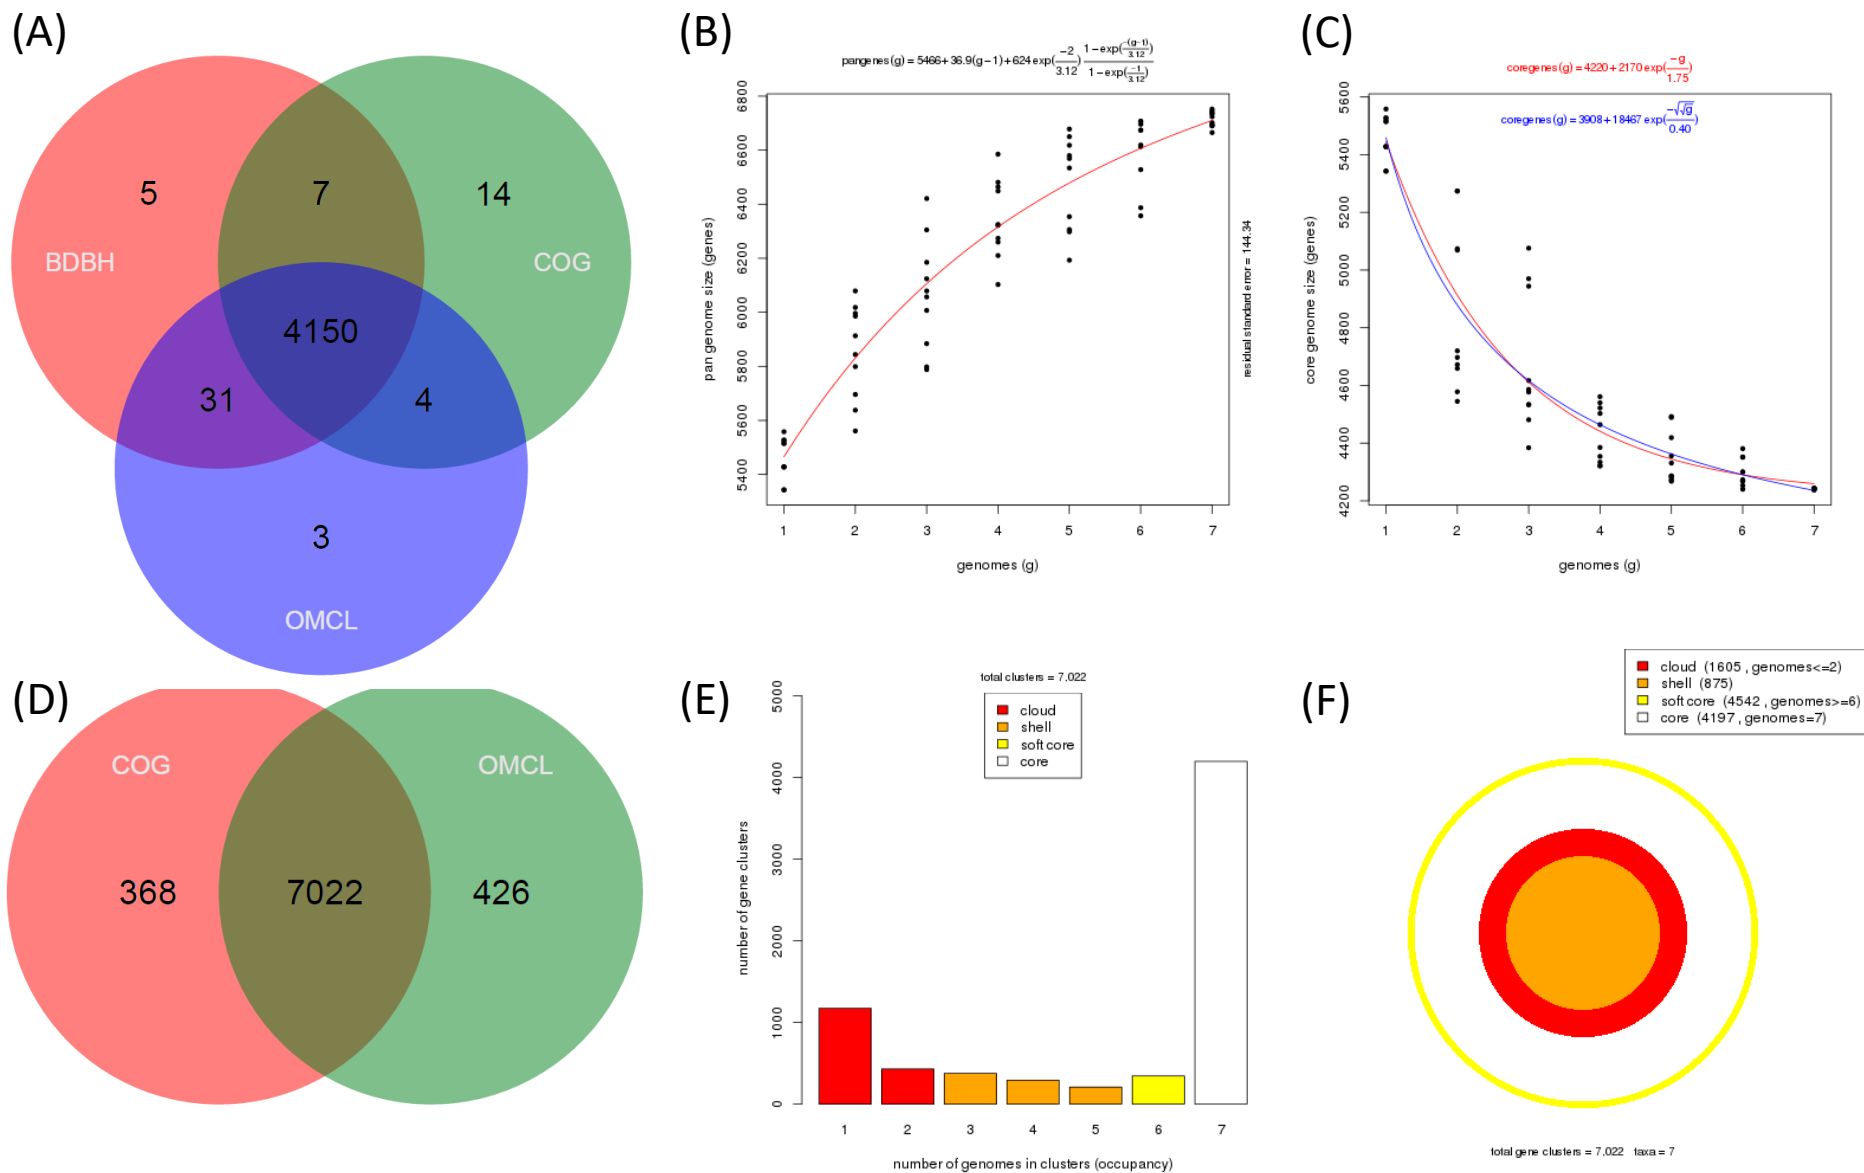 (A)
5
7
14
BDBH
COG
4150
31
4
3
OMCL
(B)
pangenes(g) = 5466+36.9(g−1)+624 exp(−2/3.12) (1−exp(−(g−1)/3.12))/(1−exp(−1/3.12))
pan genome size (genes)
6800
6600
6400
6200
6000
5800
5600
5400
1 2 3 4 5 6 7
genomes (g)
residual standard error = 144.34
(C)
coregenes(g) = 4220+2170 exp(−g/1.75)
coregenes(g) = 3908+18467 exp(−√√g/0.40)
core genome size (genes)
5600
5400
5200
5000
4800
4600
4400
4200
1 2 3 4 5 6 7
genomes (g)
(D)
COG
OMCL
368
7022
426
(E)
total clusters = 7.022
cloud
shell
soft core
core
number of gene clusters
5000
4000
3000
2000
1000
0
1 2 3 4 5 6 7
number of genomes in clusters (occupancy)
(F)
cloud (1605 , genomes<=2)
shell (875)
soft core (4542 , genomes>=6)
core (4197 , genomes=7)
total gene clusters = 7.022 taxa = 7